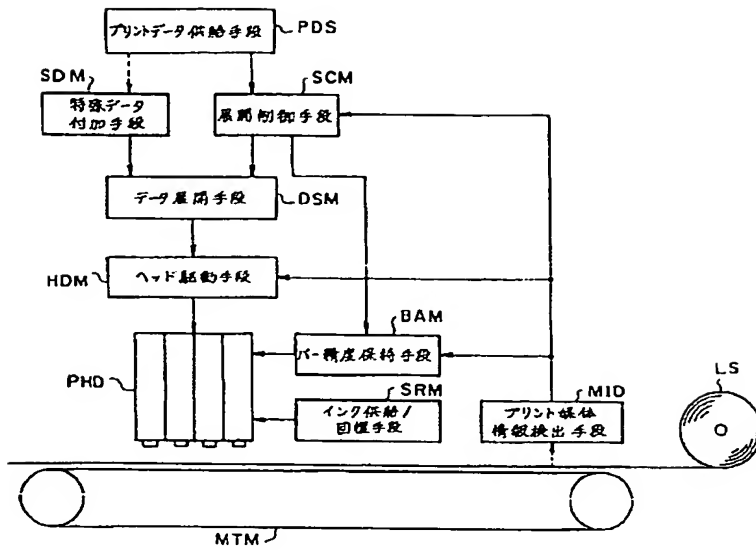 プリントデータ供給手段
PDS
SDM
SCM
特殊データ
付加手段
展開制御手段
データ展開手段
DSM
HDM
ヘッド駆動手段
BAM
バー精度保持手段
PHD
SRM
インク供給/
回復手段
MID
プリント媒体
情報検出手段
LS
MTM